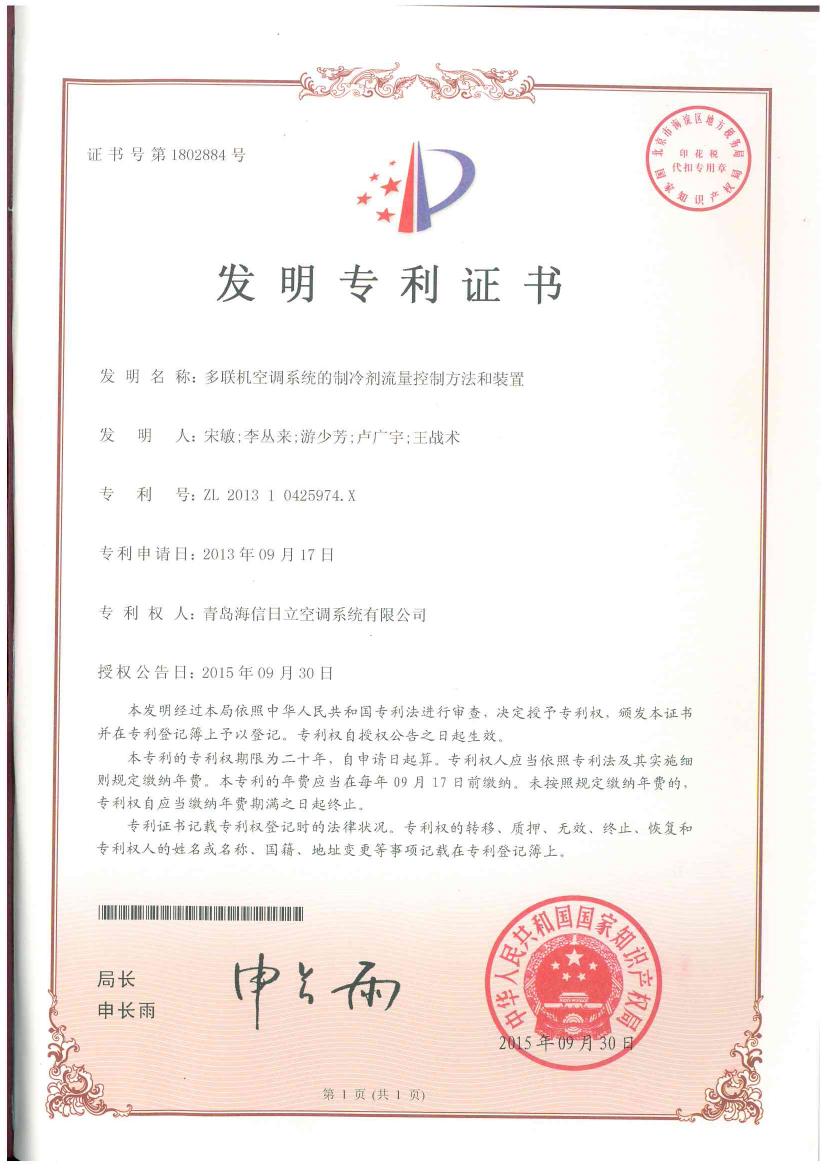 证书号第1802884号
北京市海淀区地方税务局
印花税
代扣专用章
国家知识产权局
发明专利证书
发 明 名 称：多联机空调系统的制冷剂流量控制方法和装置
发 明 人：宋敏;李丛来;游少芳;卢广宇;王战术
专 利 号：ZL 2013 1 0425974.X
专利申请日：2013年09月17日
专 利 权 人：青岛海信日立空调系统有限公司
授权公告日：2015年09月30日
本发明经过本局依照中华人民共和国专利法进行审查，决定授予专利权，颁发本证书
并在专利登记簿上予以登记。专利权自授权公告之日起生效。
本专利的专利权期限为二十年，自申请日起算。专利权人应当依照专利法及其实施细
则规定缴纳年费。本专利的年费应当在每年09月17日前缴纳。未按照规定缴纳年费的，
专利权自应当缴纳年费期满之日起终止。
专利证书记载专利权登记时的法律状况。专利权的转移、质押、无效、终止、恢复和
专利权人的姓名或名称、国籍、地址变更等事项记载在专利登记簿上。
局长
申长雨
申长雨
中华人民共和国国家知识产权局
2015年09月30日
第 1 页 (共 1 页)